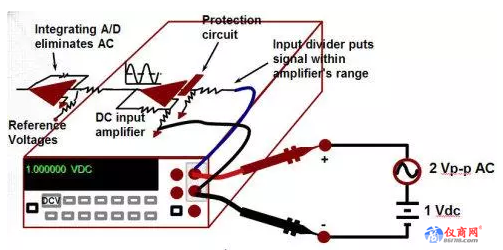 Integrating A/D
eliminates AC
Protection
circuit
Input divider puts
signal within
amplifier's range
Reference
Voltages
DC input
amplifier
1.000000 VDC
DCV
+
2 Vp-p AC
1 Vdc
-
仪商网